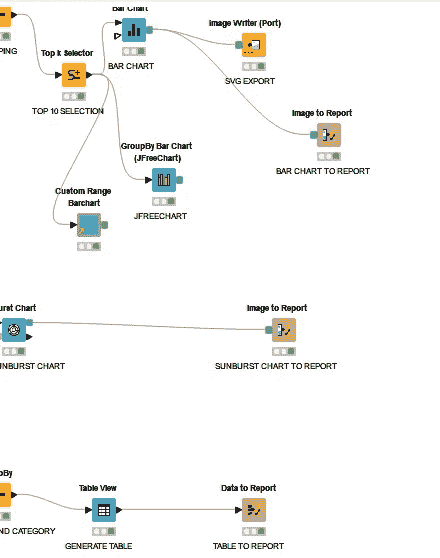 Bar Chart
Image Writer (Port)
PING
Top k Selector
BAR CHART
SVG EXPORT
TOP 10 SELECTION
Image to Report
GroupBy Bar Chart
(JFreeChart)
BAR CHART TO REPORT
Custom Range
Barchart
JFREECHART
urst Chart
Image to Report
UNBURST CHART
SUNBURST CHART TO REPORT
pBy
Table View
Data to Report
ND CATEGORY
GENERATE TABLE
TABLE TO REPORT